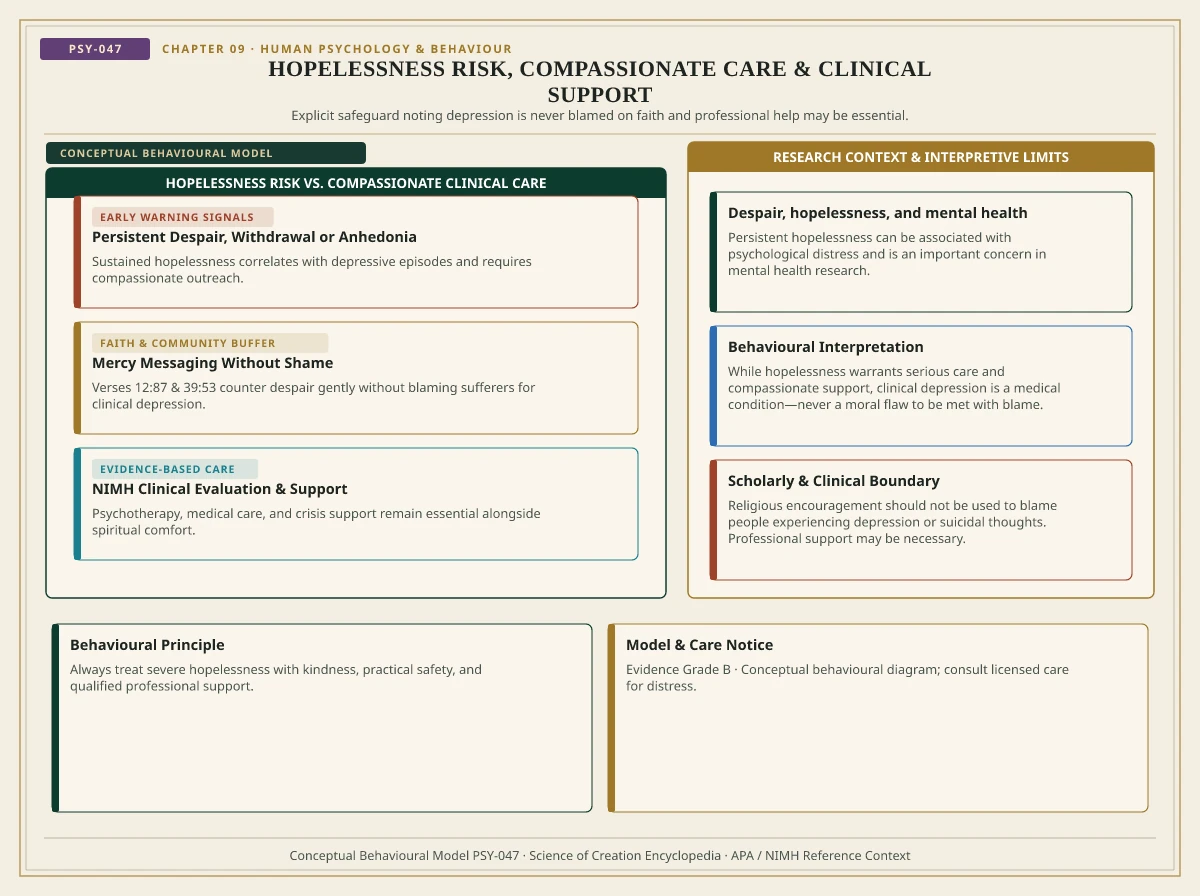 PSY-047
CHAPTER 09 · HUMAN PSYCHOLOGY & BEHAVIOUR
HOPELESSNESS RISK, COMPASSIONATE CARE & CLINICAL
SUPPORT
Explicit safeguard noting depression is never blamed on faith and professional help may be essential.
CONCEPTUAL BEHAVIOURAL MODEL
HOPELESSNESS RISK VS. COMPASSIONATE CLINICAL CARE
EARLY WARNING SIGNALS
Persistent Despair, Withdrawal or Anhedonia
Sustained hopelessness correlates with depressive episodes and requires
compassionate outreach.
FAITH & COMMUNITY BUFFER
Mercy Messaging Without Shame
Verses 12:87 & 39:53 counter despair gently without blaming sufferers for
clinical depression.
EVIDENCE-BASED CARE
NIMH Clinical Evaluation & Support
Psychotherapy, medical care, and crisis support remain essential alongside
spiritual comfort.
RESEARCH CONTEXT & INTERPRETIVE LIMITS
Despair, hopelessness, and mental health
Persistent hopelessness can be associated with
psychological distress and is an important concern in
mental health research.
Behavioural Interpretation
While hopelessness warrants serious care and
compassionate support, clinical depression is a medical
condition—never a moral flaw to be met with blame.
Scholarly & Clinical Boundary
Religious encouragement should not be used to blame
people experiencing depression or suicidal thoughts.
Professional support may be necessary.
Behavioural Principle
Always treat severe hopelessness with kindness, practical safety, and
qualified professional support.
Model & Care Notice
Evidence Grade B · Conceptual behavioural diagram; consult licensed care
for distress.
Conceptual Behavioural Model PSY-047 · Science of Creation Encyclopedia · APA / NIMH Reference Context